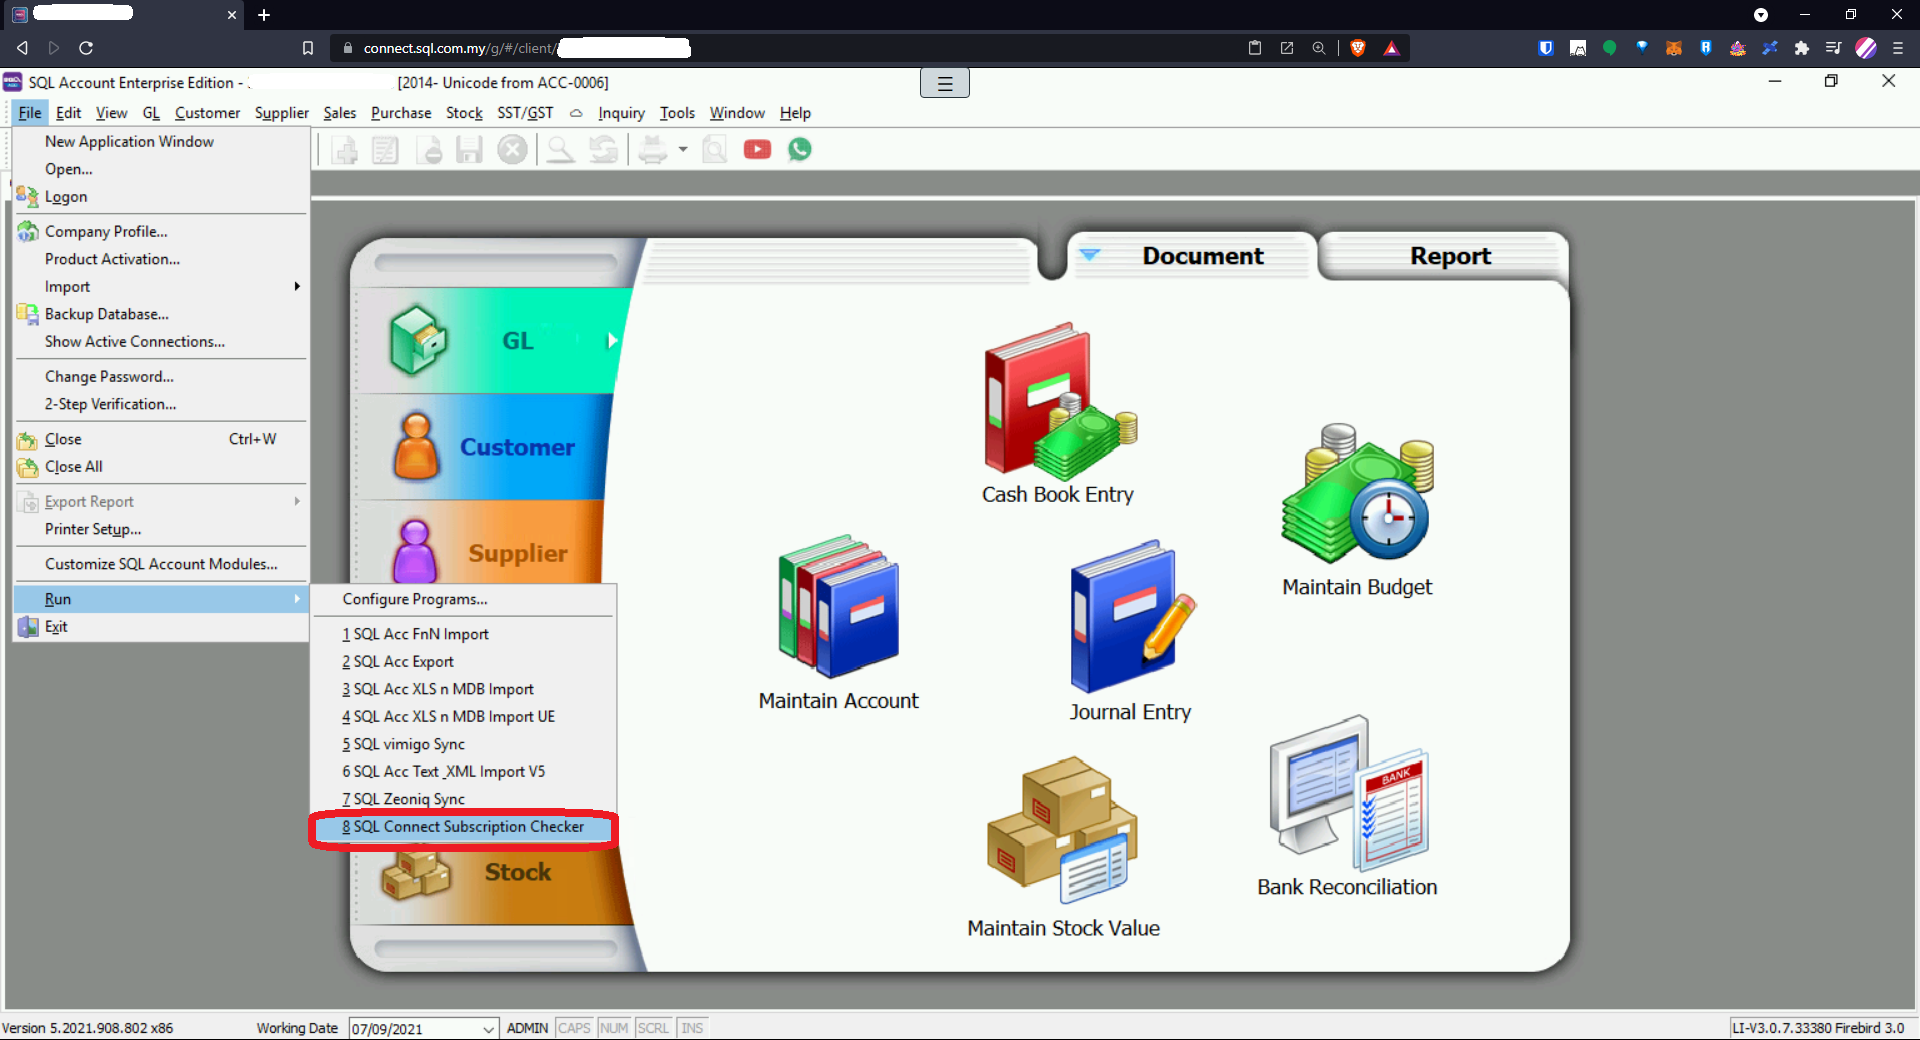 connect.sql.com.my/g/#/client/
SQL Account Enterprise Edition - [2014- Unicode from ACC-0006]
File Edit View GL Customer Supplier Sales Purchase Stock SST/GST Inquiry Tools Window Help
New Application Window
Open...
Logon
Company Profile...
Product Activation...
Import
Backup Database...
Show Active Connections...
Change Password...
2-Step Verification...
Close Ctrl+W
Close All
Export Report
Printer Setup...
Customize SQL Account Modules...
Run
Exit
Configure Programs...
1 SQL Acc FnN Import
2 SQL Acc Export
3 SQL Acc XLS n MDB Import
4 SQL Acc XLS n MDB Import UE
5 SQL vimigo Sync
6 SQL Acc Text _XML Import V5
7 SQL Zeoniq Sync
8 SQL Connect Subscription Checker
GL
Customer
Supplier
Stock
Document
Report
Cash Book Entry
Maintain Budget
Maintain Account
Journal Entry
BANK
Maintain Stock Value
Bank Reconciliation
Version 5.2021.908.802 x86
Working Date 07/09/2021 ADMIN CAPS NUM SCRL INS
LI-V3.0.7.33380 Firebird 3.0